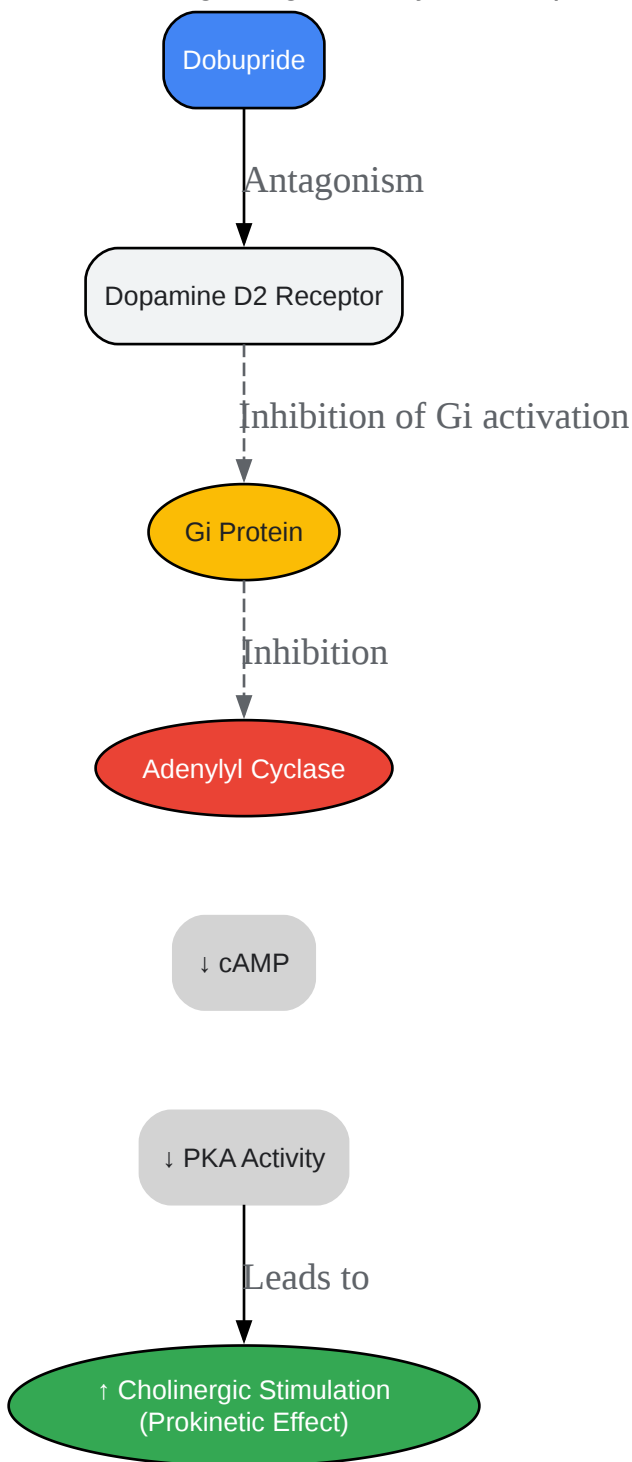 Dobupride
Antagonism
Dopamine D2 Receptor
Inhibition of Gi activation
Gi Protein
Inhibition
Adenylyl Cyclase
↓ cAMP
↓ PKA Activity
Leads to
↑ Cholinergic Stimulation
(Prokinetic Effect)